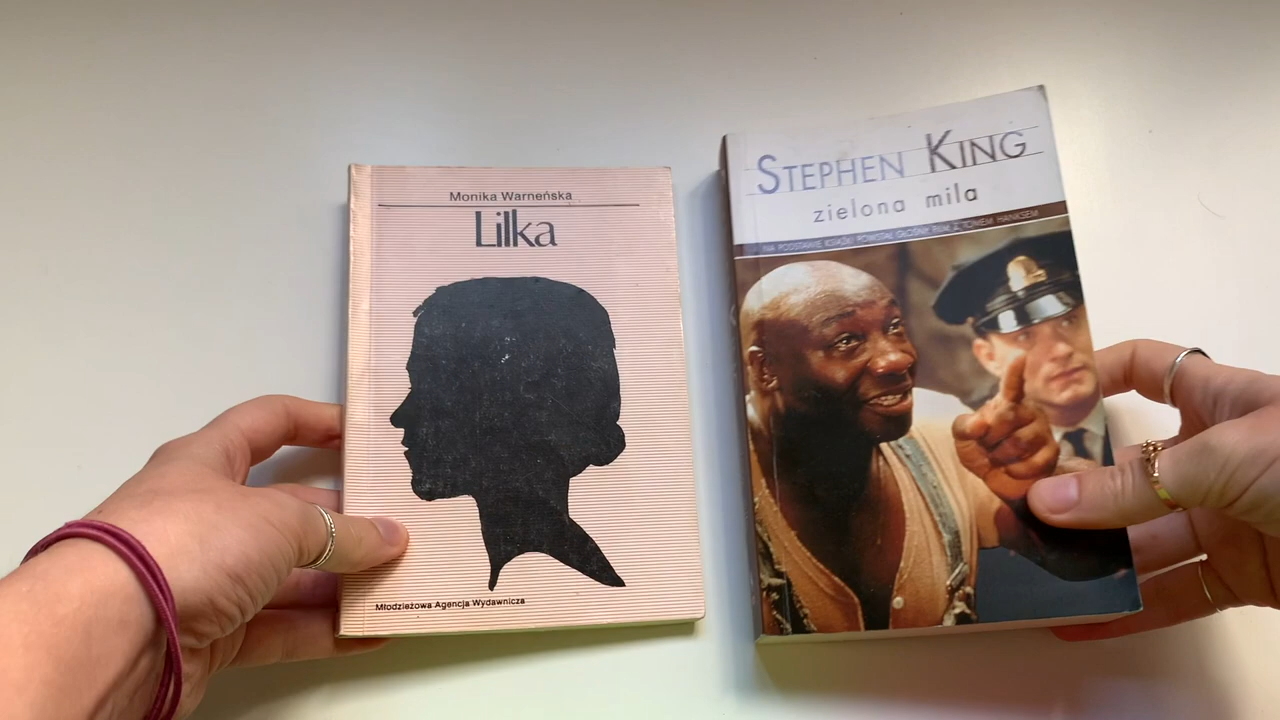 Monika Warneńska
Lilka
Młodzieżowa Agencja Wydawnicza
STEPHEN KING
zielona mila
NA PODSTAWIE KSIĄŻKI POWSTAŁ GŁOŚNY FILM Z TOMEM HANKSEM